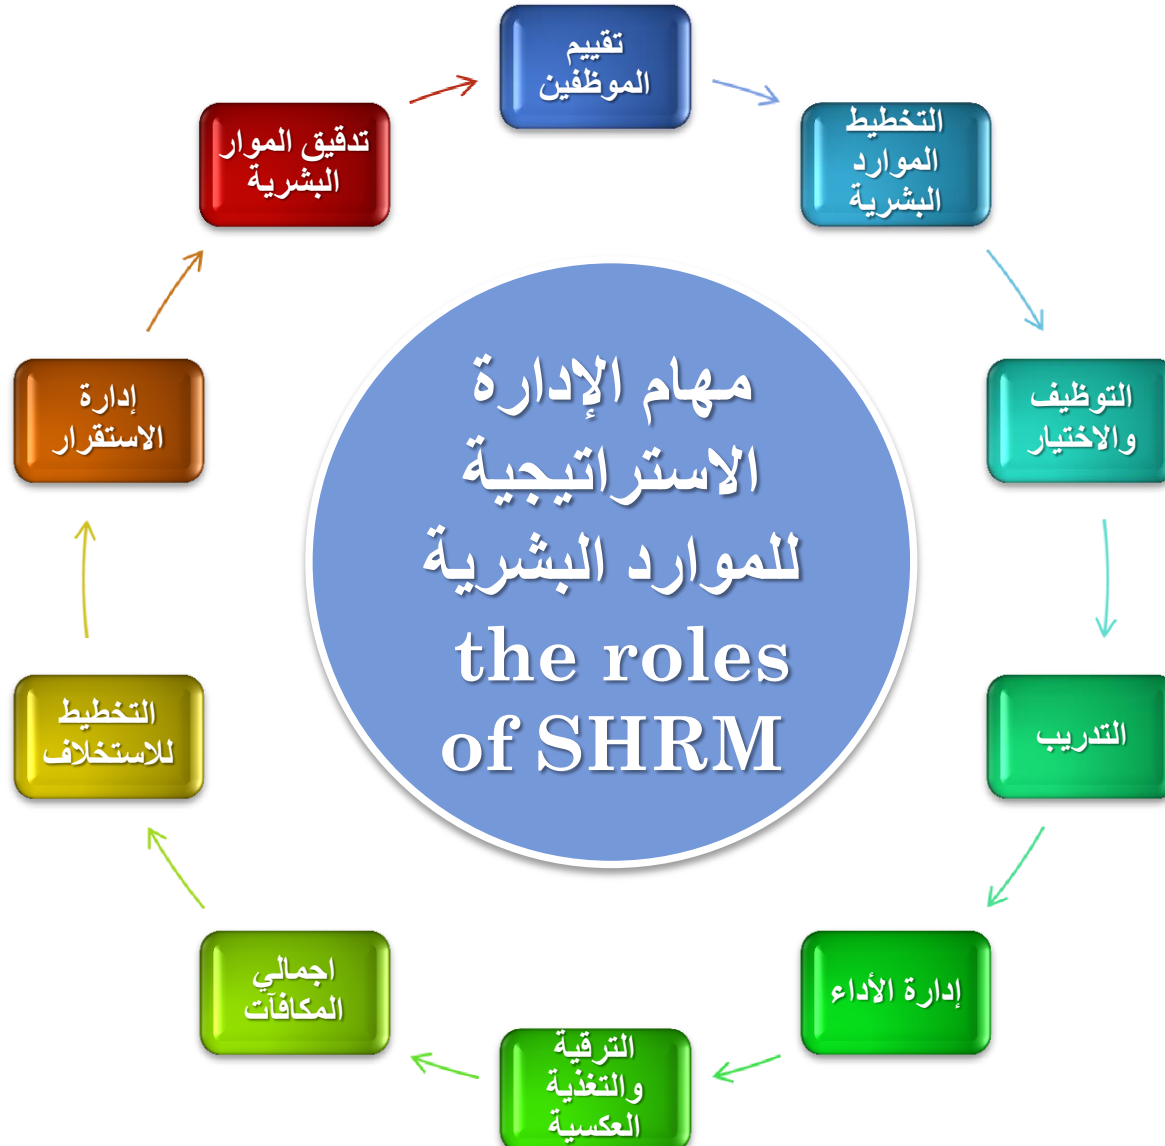 تقييم
الموظفين
التخطيط
الموارد
البشرية
التوظيف
والاختيار
التدريب
إدارة الأداء
الترقية
والتغذية
العكسية
اجمالي
المكافآت
التخطيط
للاستخلاف
إدارة
الاستقرار
تدقيق الموار
البشرية
مهام الإدارة
الاستراتيجية
للموارد البشرية
the roles
of SHRM